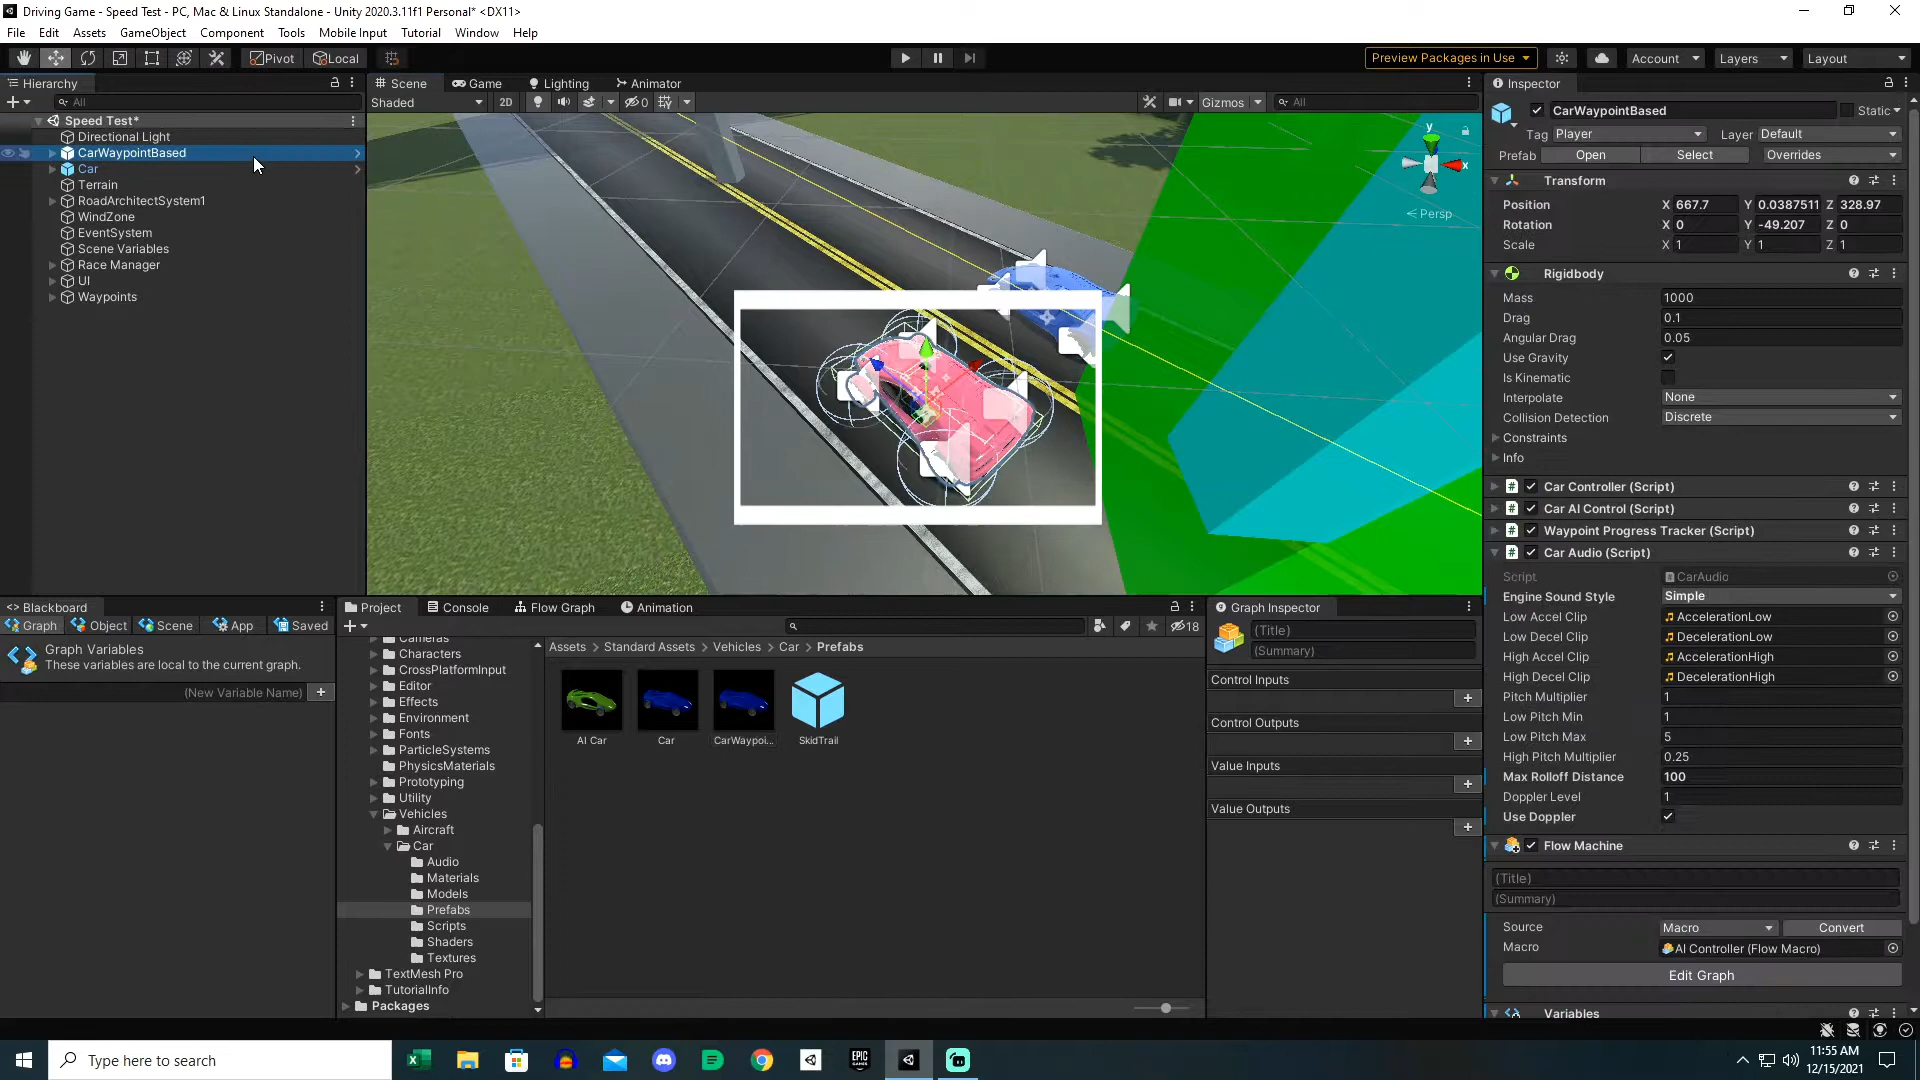 Driving Game - Speed Test - PC, Mac & Linux Standalone - Unity 2020.3.11f1 Personal* <DX11>
File Edit Assets GameObject Component Tools Mobile Input Tutorial Window Help
Pivot Local Preview Packages in Use Account Layers Layout
Hierarchy Scene Game Lighting Animator Inspector
All Shaded 2D 0 Gizmos All CarWaypointBased Static
Speed Test*
Directional Light Tag Player Layer Default
CarWaypointBased Prefab Open Select Overrides
Car
Terrain Transform
RoadArchitectSystem1 Position X 667.7 Y 0.0387511 Z 328.97
WindZone Persp Rotation X 0 Y -49.207 Z 0
EventSystem Scale X 1 Y 1 Z 1
Scene Variables
Race Manager Rigidbody
UI Mass 1000
Waypoints Drag 0.1
y x
Angular Drag 0.05
Use Gravity
Is Kinematic
Interpolate None
Collision Detection Discrete
Constraints
Info
Car Controller (Script)
Car AI Control (Script)
Waypoint Progress Tracker (Script)
Car Audio (Script)
Script CarAudio
Engine Sound Style Simple
Low Accel Clip AccelerationLow
Low Decel Clip DecelerationLow
High Accel Clip AccelerationHigh
High Decel Clip DecelerationHigh
Pitch Multiplier 1
Low Pitch Min 1
Low Pitch Max 5
High Pitch Multiplier 0.25
Max Rolloff Distance 100
Doppler Level 1
Use Doppler
Flow Machine
(Title)
(Summary)
Source Macro Convert
Macro AI Controller (Flow Macro)
Edit Graph
Variables
<> Blackboard
Graph Object Scene App Saved
Graph Variables
These variables are local to the current graph.
(New Variable Name)
Project Console Flow Graph Animation
18
Cameras
Characters
CrossPlatformInput
Editor
Effects
Environment
Fonts
ParticleSystems
PhysicsMaterials
Prototyping
Utility
Vehicles
Aircraft
Car
Audio
Materials
Models
Prefabs
Scripts
Shaders
Textures
TextMesh Pro
TutorialInfo
Packages
Assets Standard Assets Vehicles Car Prefabs
AI Car Car CarWaypoi... SkidTrail
Graph Inspector
(Title)
(Summary)
Control Inputs
Control Outputs
Value Inputs
Value Outputs
Type here to search
EPIC GAMES
11:55 AM
12/15/2021